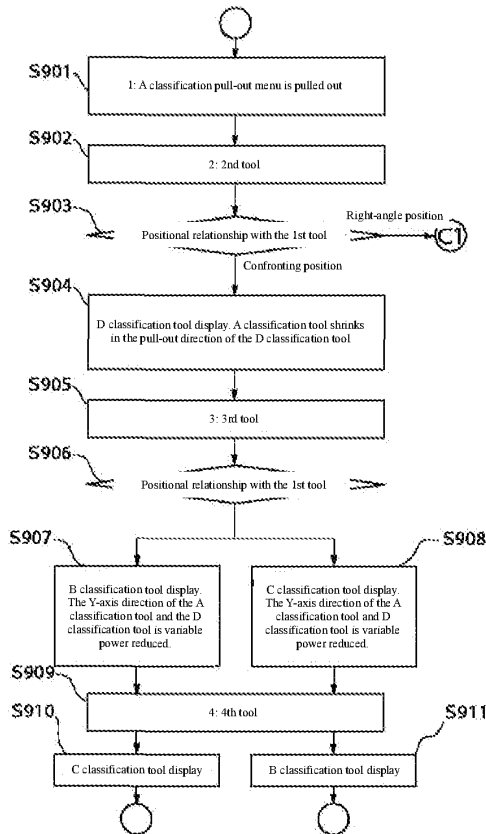 S901
1: A classification pull-out menu is pulled out
S902
2: 2nd tool
S903
Positional relationship with the 1st tool
Right-angle position
C1
Confronting position
S904
D classification tool display. A classification tool shrinks
in the pull-out direction of the D classification tool
S905
3: 3rd tool
S906
Positional relationship with the 1st tool
S907
B classification tool display.
The Y-axis direction of the A
classification tool and the D
classification tool is variable
power reduced.
S908
C classification tool display.
The Y-axis direction of the A
classification tool and D
classification tool is variable
power reduced.
S909
4: 4th tool
S910
C classification tool display
S911
B classification tool display